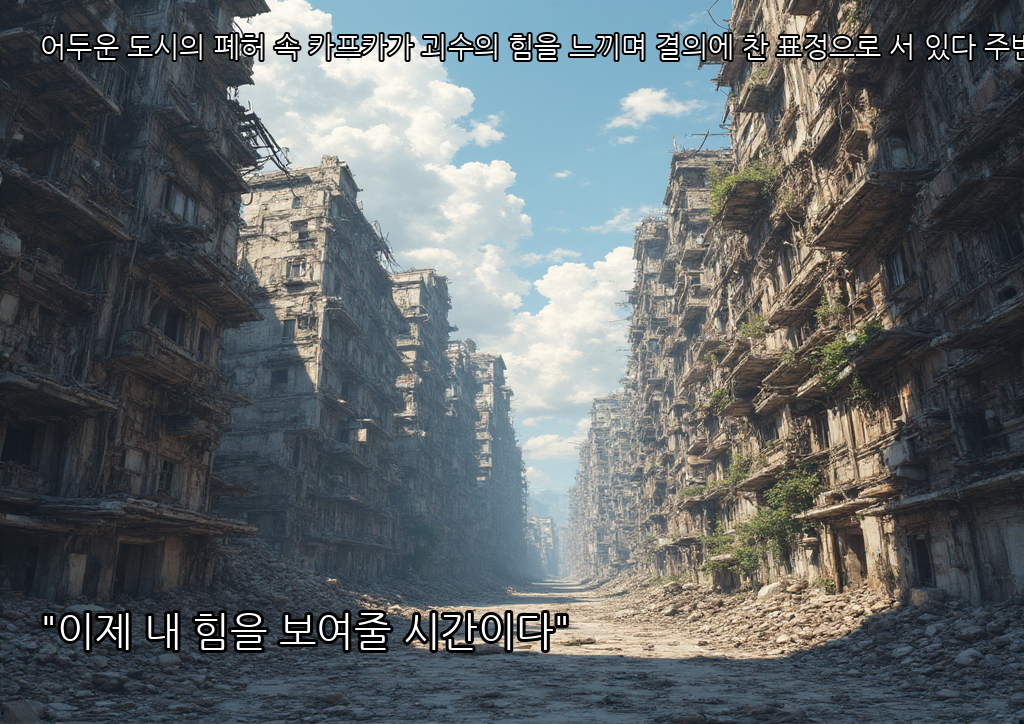 어두운 도시의 폐허 속 카프카가 괴수의 힘을 느끼며 결의에 찬 표정으로 서 있다 주변
"이제 내 힘을 보여줄 시간이다"